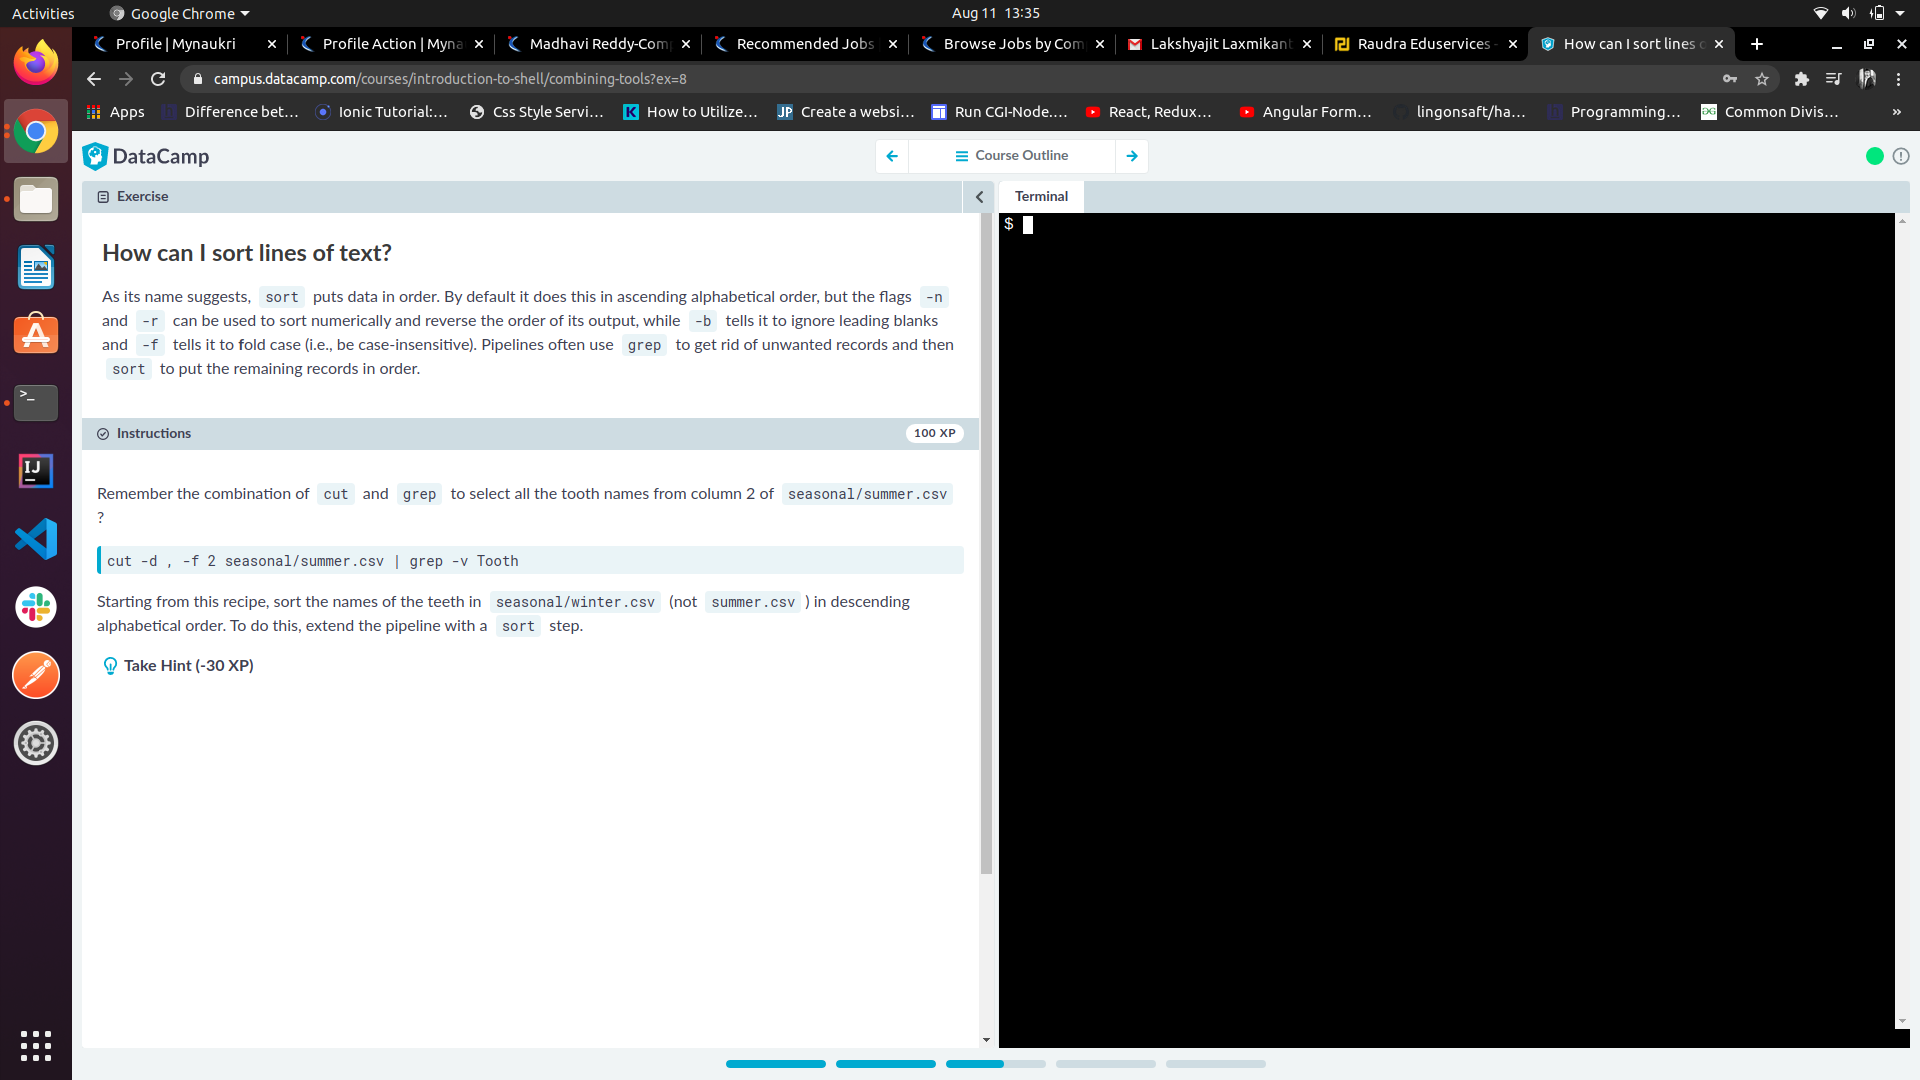 Activities
Google Chrome
Aug 11 13:35
Profile | Mynaukri
Profile Action | Myna
Madhavi Reddy-Com
Recommended Jobs
Browse Jobs by Com
Lakshyajit Laxmikant
Raudra Eduservices -
How can I sort lines o
campus.datacamp.com/courses/introduction-to-shell/combining-tools?ex=8
Apps
Difference bet...
Ionic Tutorial:...
Css Style Servi...
How to Utilize...
JP Create a websi...
Run CGI-Node....
React, Redux...
Angular Form...
lingonsaft/ha...
Programming...
Common Divis...
»
DataCamp
Course Outline
Exercise
Terminal
$
How can I sort lines of text?
As its name suggests, sort puts data in order. By default it does this in ascending alphabetical order, but the flags -n
and -r can be used to sort numerically and reverse the order of its output, while -b tells it to ignore leading blanks
and -f tells it to fold case (i.e., be case-insensitive). Pipelines often use grep to get rid of unwanted records and then
sort to put the remaining records in order.
Instructions
100 XP
Remember the combination of cut and grep to select all the tooth names from column 2 of seasonal/summer.csv
?
cut -d , -f 2 seasonal/summer.csv | grep -v Tooth
Starting from this recipe, sort the names of the teeth in seasonal/winter.csv (not summer.csv ) in descending
alphabetical order. To do this, extend the pipeline with a sort step.
Take Hint (-30 XP)
IJ